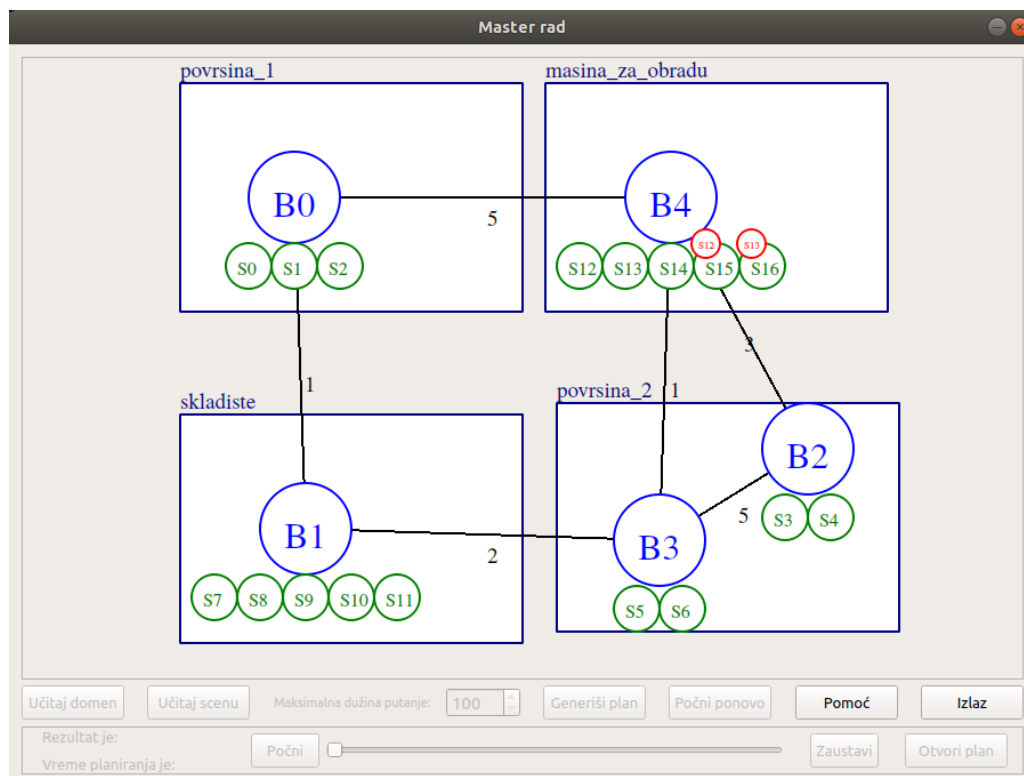 Master rad
povrsina_1
masina_za_obradu
B0
B4
5
S0 S1 S2
S12 S13
S12 S13 S14 S15 S16
3
1
1
skladiste
povrsina_2
B2
B1
B3
5
S3 S4
2
S7 S8 S9 S10 S11
S5 S6
Učitaj domen
Učitaj scenu
Maksimalna dužina putanje:
100
Generiši plan
Počni ponovo
Pomoć
Izlaz
Rezultat je:
Vreme planiranja je:
Počni
Zaustavi
Otvori plan